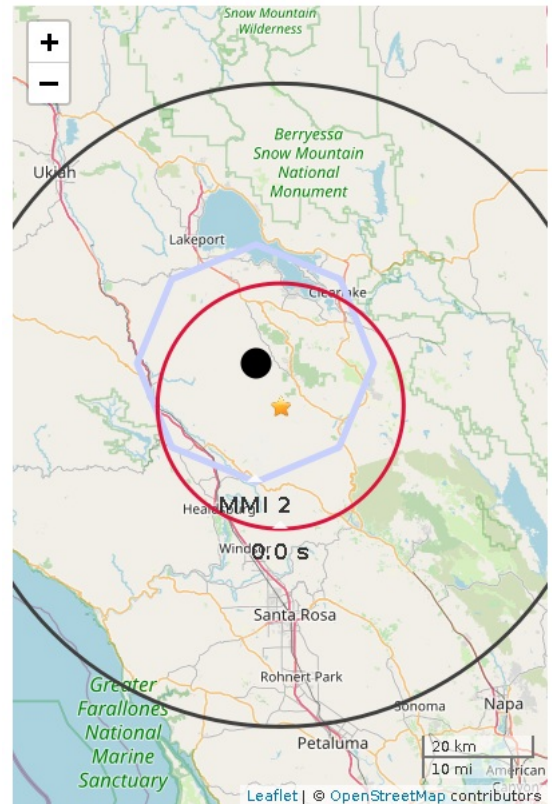 Snow Mountain
Wilderness
+
−
Berryessa
Snow Mountain
National
Monument
Ukiah
Lakeport
Clearlake
MMI 2
Healdsburg
Windsor
0.0 s
Santa Rosa
Rohnert Park
Greater
Farallones
National
Marine
Sanctuary
Sonoma
Napa
Petaluma
20 km
10 mi
American
Canyon
Leaflet | © OpenStreetMap contributors